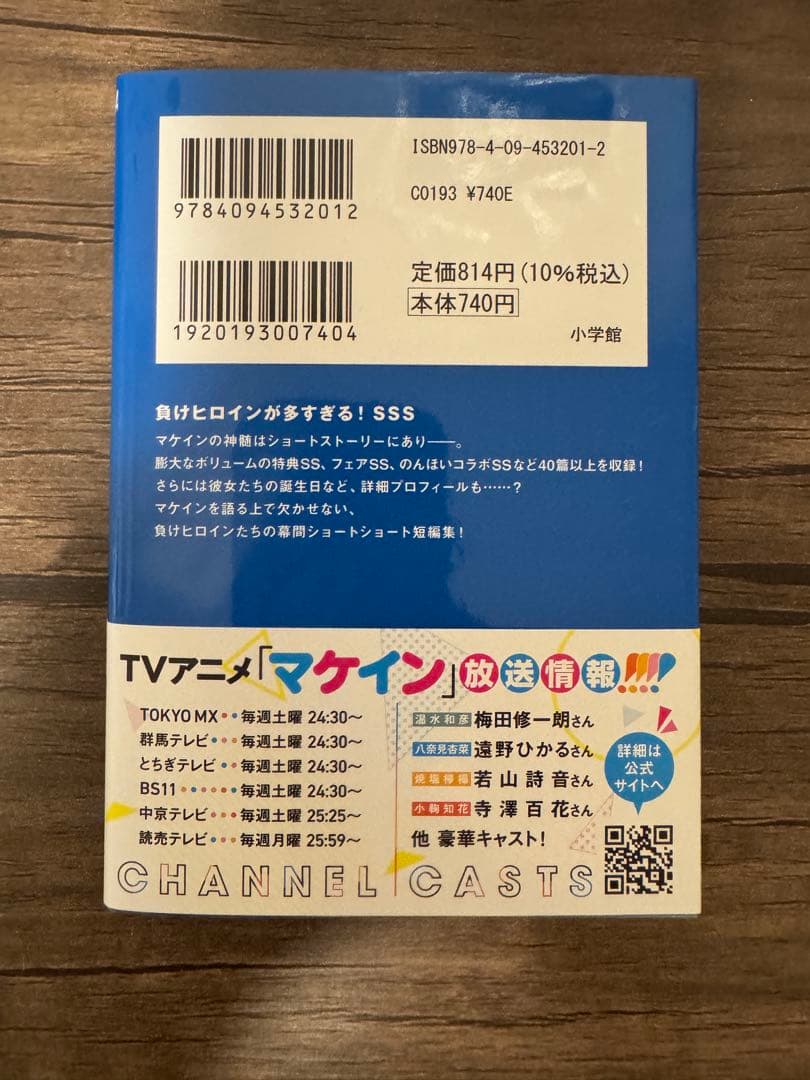 ISBN978-4-09-453201-2
9784094532012
C0193 ¥740E
定価814円(10%税込)
本体740円
1920193007404
小学館
負けヒロインが多すぎる! SSS
マケインの神髄はショートストーリーにあり――。
膨大なボリュームの特典SS、フェアSS、のんほいコラボSSなど40篇以上を収録!
さらには彼女たちの誕生日など、詳細プロフィールも……?
マケインを語る上で欠かせない、
負けヒロインたちの幕間ショートショート短編集!
TVアニメ「マケイン」放送情報!!!!
TOKYO MX・・毎週土曜 24:30〜
群馬テレビ・・毎週土曜 24:30〜
とちぎテレビ・・毎週土曜 24:30〜
BS11・・・・・・毎週土曜 24:30〜
中京テレビ・・・毎週土曜 25:25〜
読売テレビ・・・毎週月曜 25:59〜
CHANNEL
温水和彦 梅田修一朗さん
八奈見杏菜 遠野ひかるさん
焼塩檸檬 若山詩音さん
小鞠知花 寺澤百花さん
他 豪華キャスト!
CASTS
詳細は
公式
サイトへ